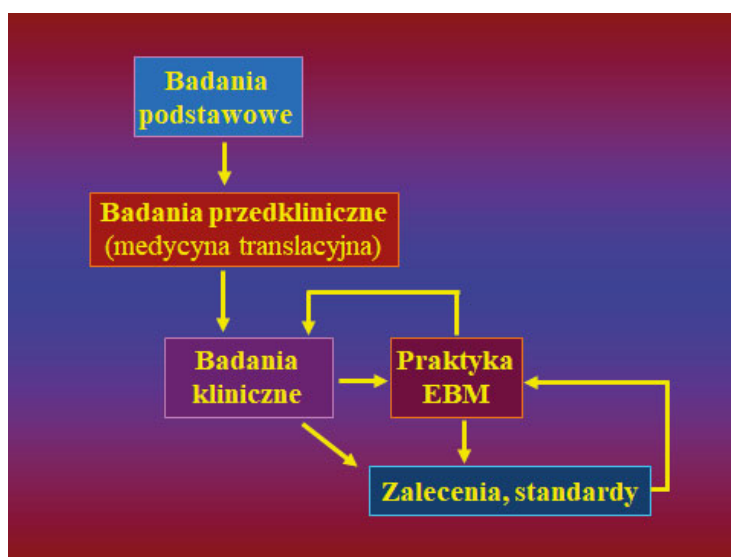 Badania
podstawowe
Badania przedkliniczne
(medycyna translacyjna)
Badania
kliniczne
Praktyka
EBM
Zalecenia, standardy